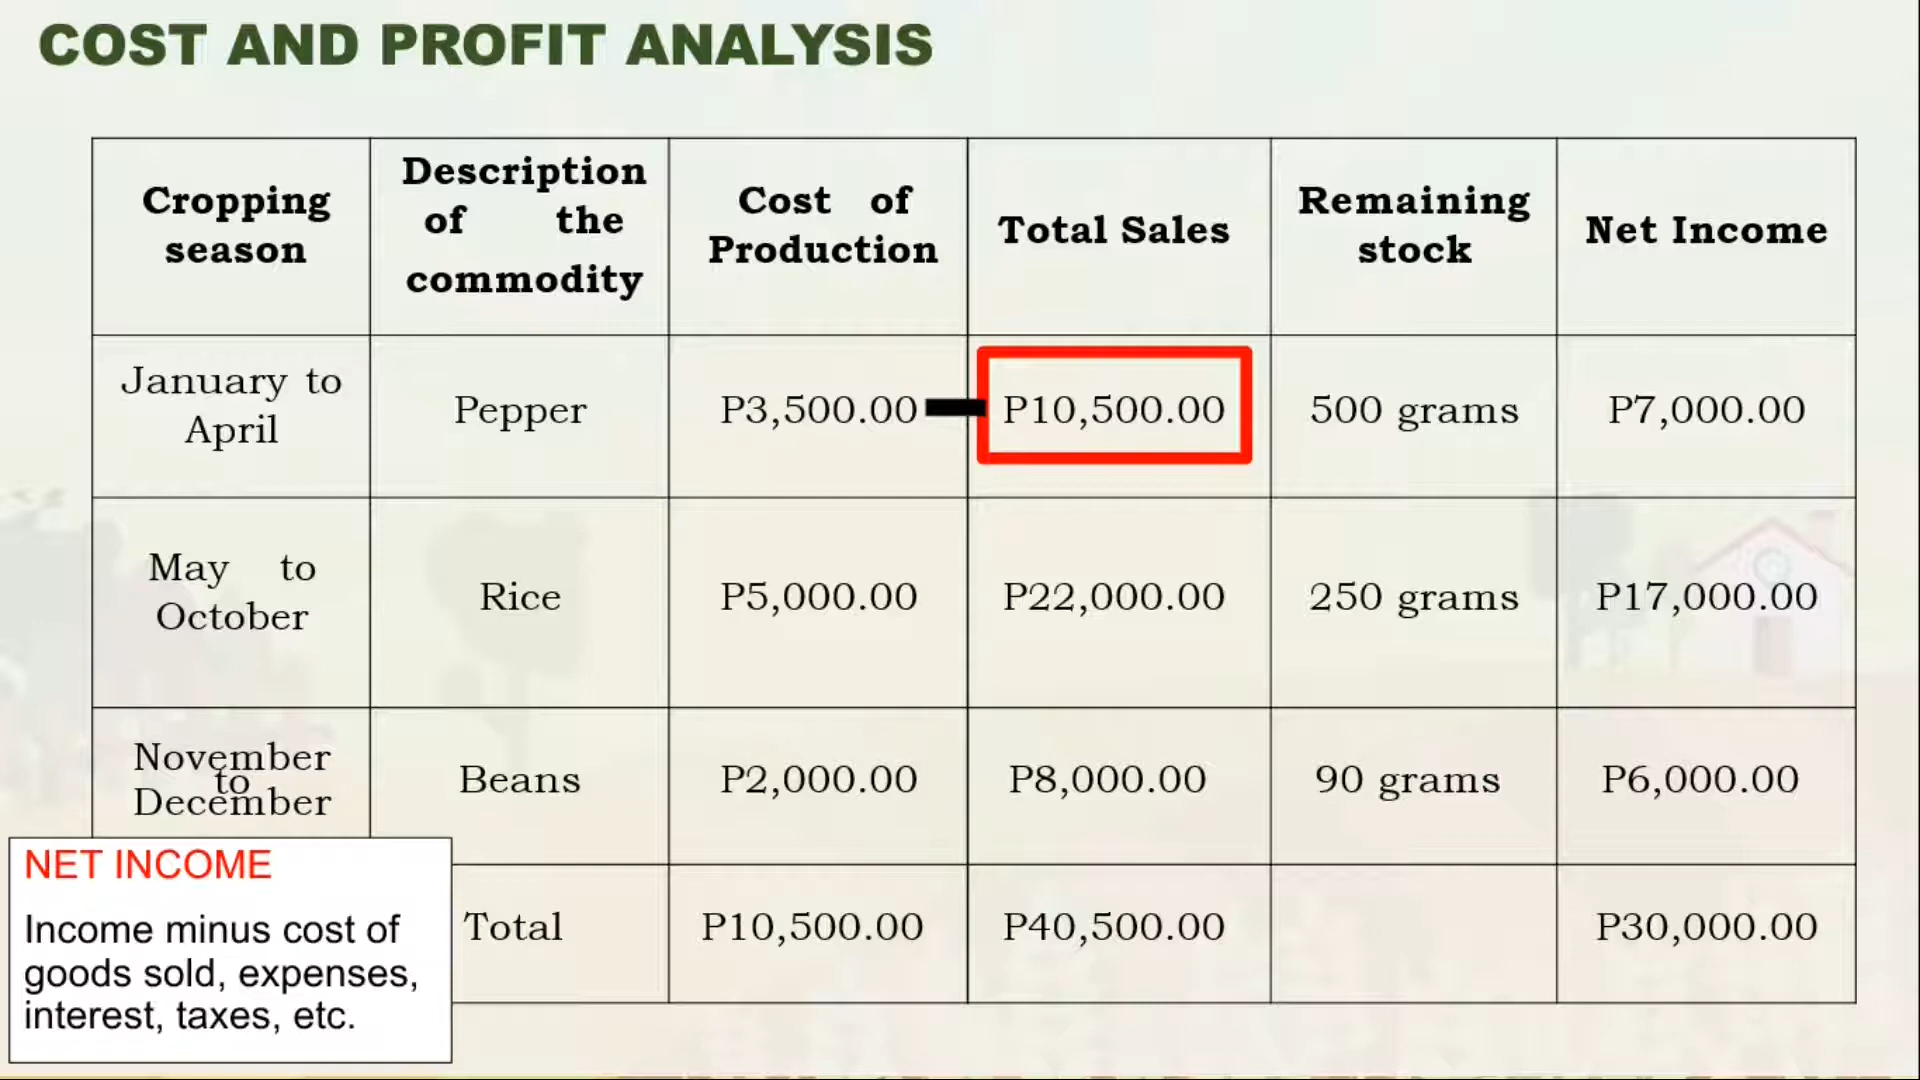 COST AND PROFIT ANALYSIS
Cropping season
Description of the commodity
Cost of Production
Total Sales
Remaining stock
Net Income
January to April
Pepper
P3,500.00
P10,500.00
500 grams
P7,000.00
May to October
Rice
P5,000.00
P22,000.00
250 grams
P17,000.00
November to December
Beans
P2,000.00
P8,000.00
90 grams
P6,000.00
Total
P10,500.00
P40,500.00
P30,000.00
NET INCOME
Income minus cost of
goods sold, expenses,
interest, taxes, etc.